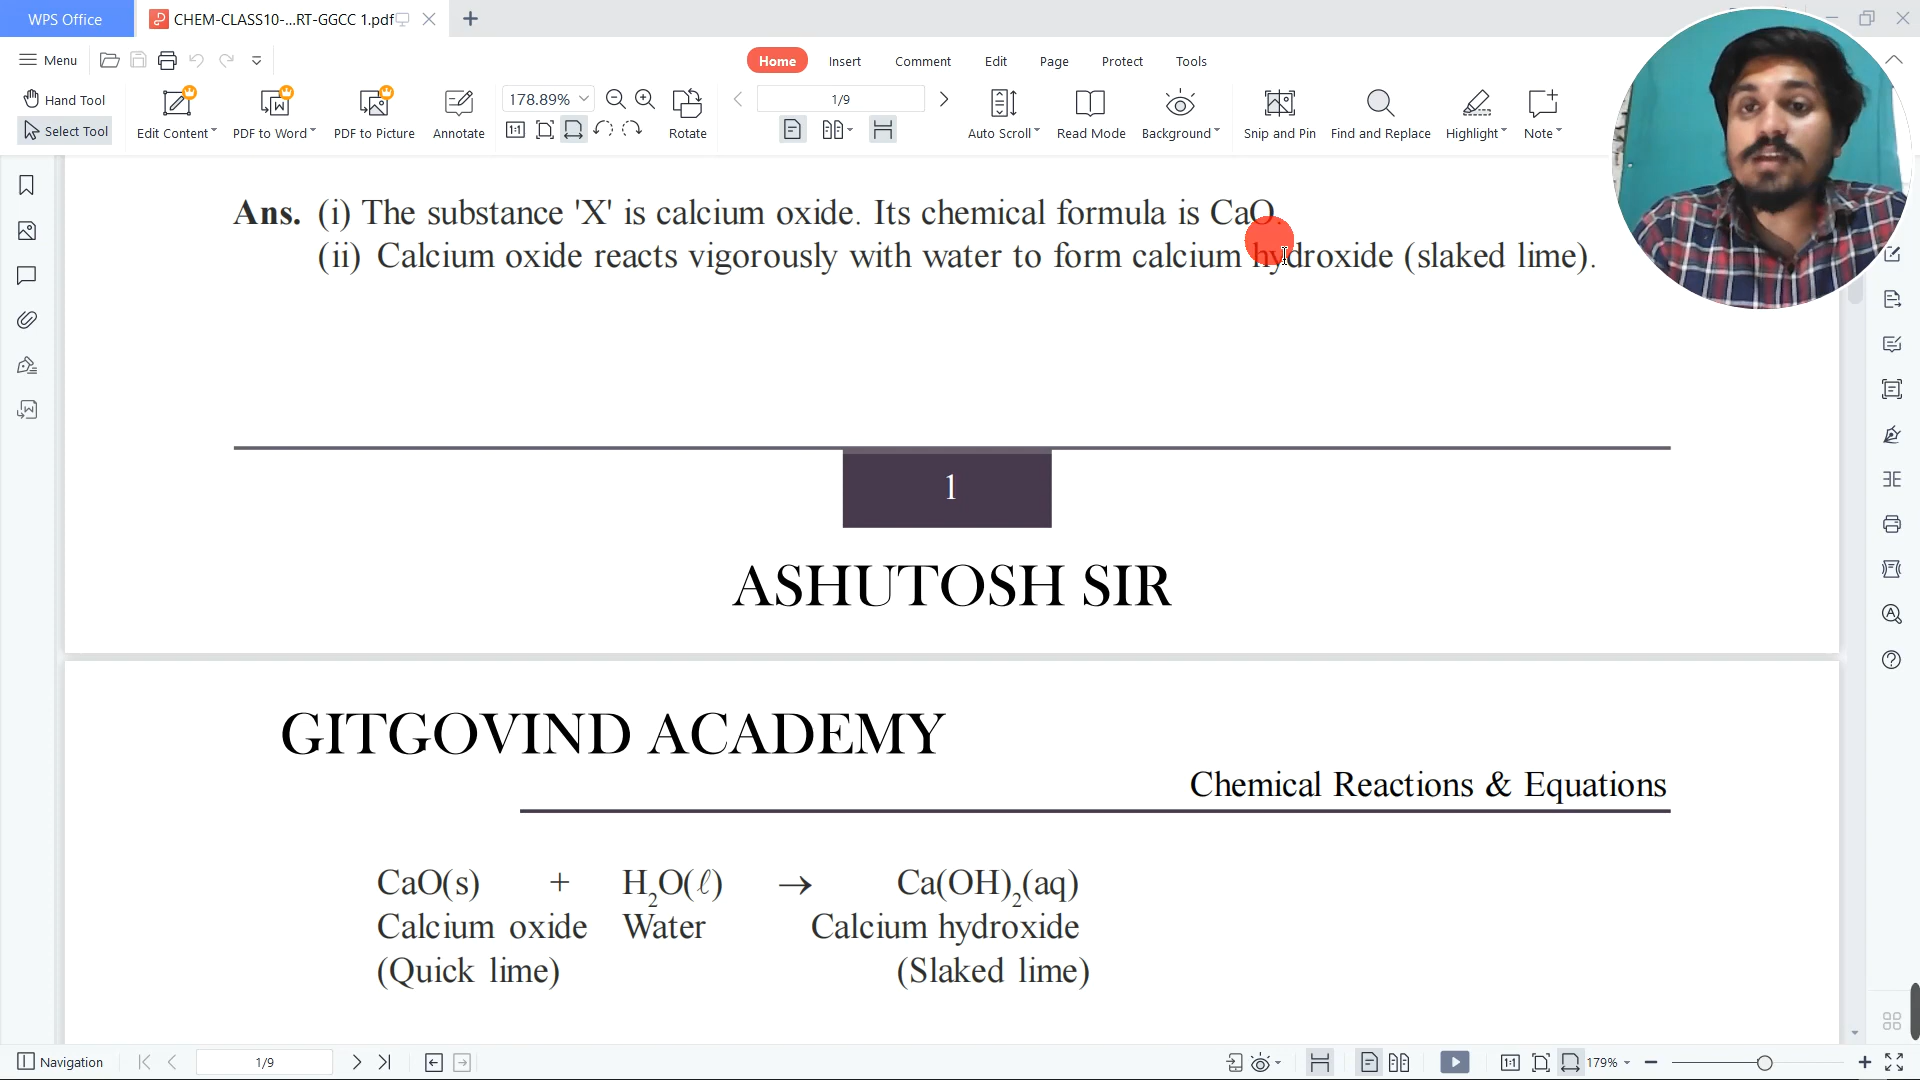 WPS Office
CHEM-CLASS10-...RT-GGCC 1.pdf
Menu
Home
Insert
Comment
Edit
Page
Protect
Tools
Hand Tool
Select Tool
Edit Content
PDF to Word
PDF to Picture
Annotate
178.89%
Rotate
1/9
Auto Scroll
Read Mode
Background
Snip and Pin
Find and Replace
Highlight
Note
Ans. (i) The substance 'X' is calcium oxide. Its chemical formula is CaO.
(ii) Calcium oxide reacts vigorously with water to form calcium hydroxide (slaked lime).
1
ASHUTOSH SIR
GITGOVIND ACADEMY
Chemical Reactions & Equations
CaO(s) + H₂O(ℓ) → Ca(OH)₂(aq)
Calcium oxide Water Calcium hydroxide
(Quick lime) (Slaked lime)
Navigation
1/9
179%